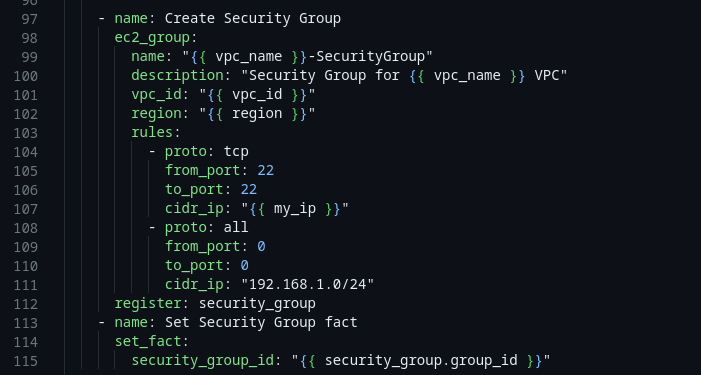 96
97 - name: Create Security Group
98 ec2_group:
99 name: "{{ vpc_name }}-SecurityGroup"
100 description: "Security Group for {{ vpc_name }} VPC"
101 vpc_id: "{{ vpc_id }}"
102 region: "{{ region }}"
103 rules:
104 - proto: tcp
105 from_port: 22
106 to_port: 22
107 cidr_ip: "{{ my_ip }}"
108 - proto: all
109 from_port: 0
110 to_port: 0
111 cidr_ip: "192.168.1.0/24"
112 register: security_group
113 - name: Set Security Group fact
114 set_fact:
115 security_group_id: "{{ security_group.group_id }}"